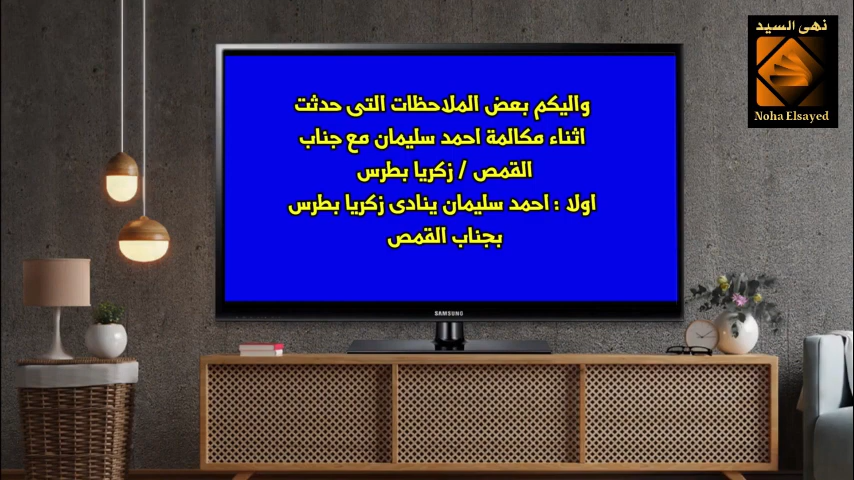 نهى السيد
Noha Elsayed
واليكم بعض الملاحظات التى حدثت
اثناء مكالمة احمد سليمان مع جناب
القمص / زكريا بطرس
اولا : احمد سليمان ينادى زكريا بطرس
بجناب القمص
SAMSUNG